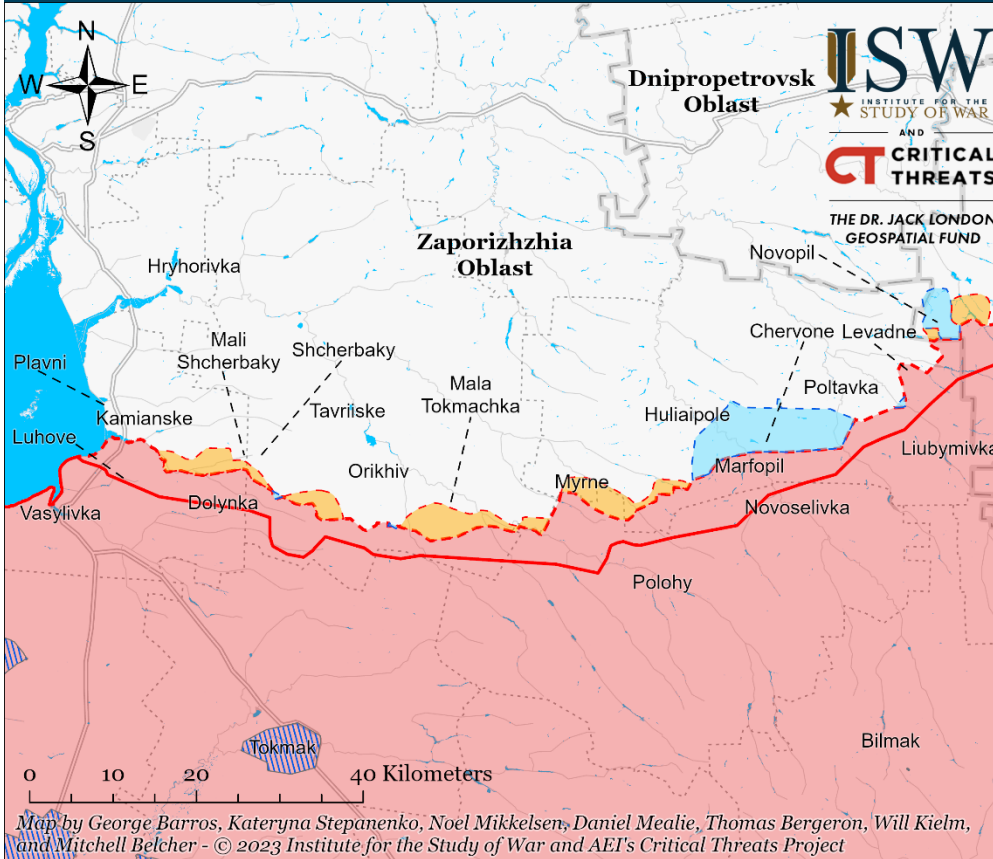 N
W
E
S
Dnipropetrovsk
Oblast
ISW
INSTITUTE FOR THE
STUDY OF WAR
AND
CT CRITICAL
THREATS
THE DR. JACK LONDON
GEOSPATIAL FUND
Zaporizhzhia
Oblast
Novopil
Hryhorivka
Mali
Shcherbaky
Shcherbaky
Chervone
Levadne
Plavni
Mala
Tokmachka
Poltavka
Kamianske
Tavriiske
Huliaipole
Luhove
Liubymivka
Orikhiv
Marfopil
Myrne
Vasylivka
Dolynka
Novoselivka
Polohy
Tokmak
Bilmak
0 10 20 40 Kilometers
Map by George Barros, Kateryna Stepanenko, Noel Mikkelsen, Daniel Mealie, Thomas Bergeron, Will Kielm,
and Mitchell Belcher - © 2023 Institute for the Study of War and AEI's Critical Threats Project